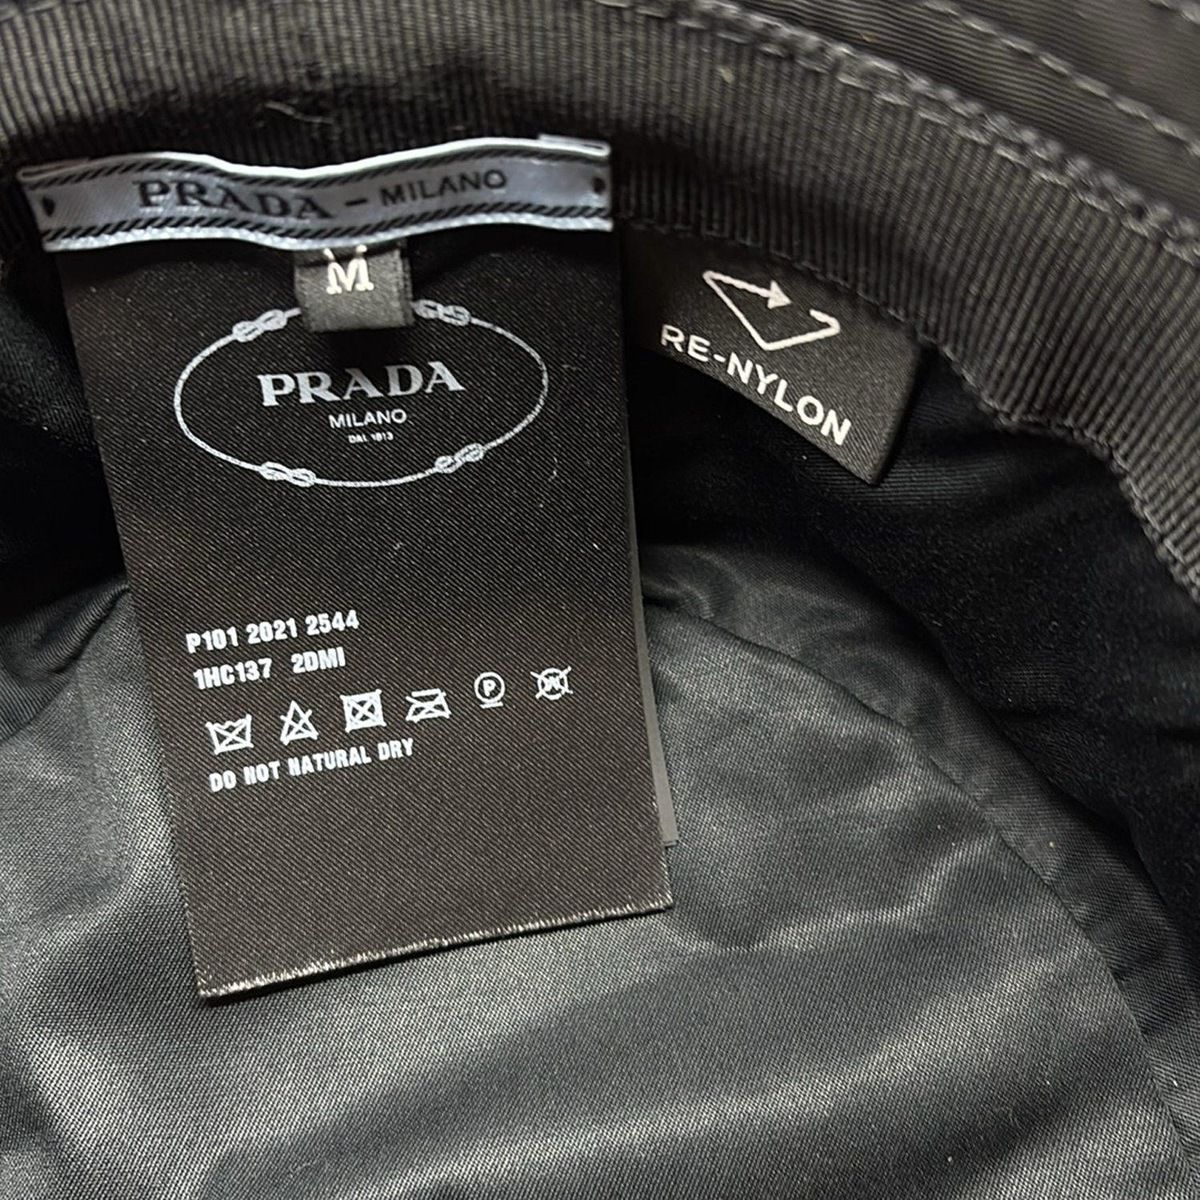 PRADA - MILANO
M
PRADA
MILANO
DAL 1913
RE-NYLON
P101 2021 2544
1HC137 2DMI
P
W
DO NOT NATURAL DRY